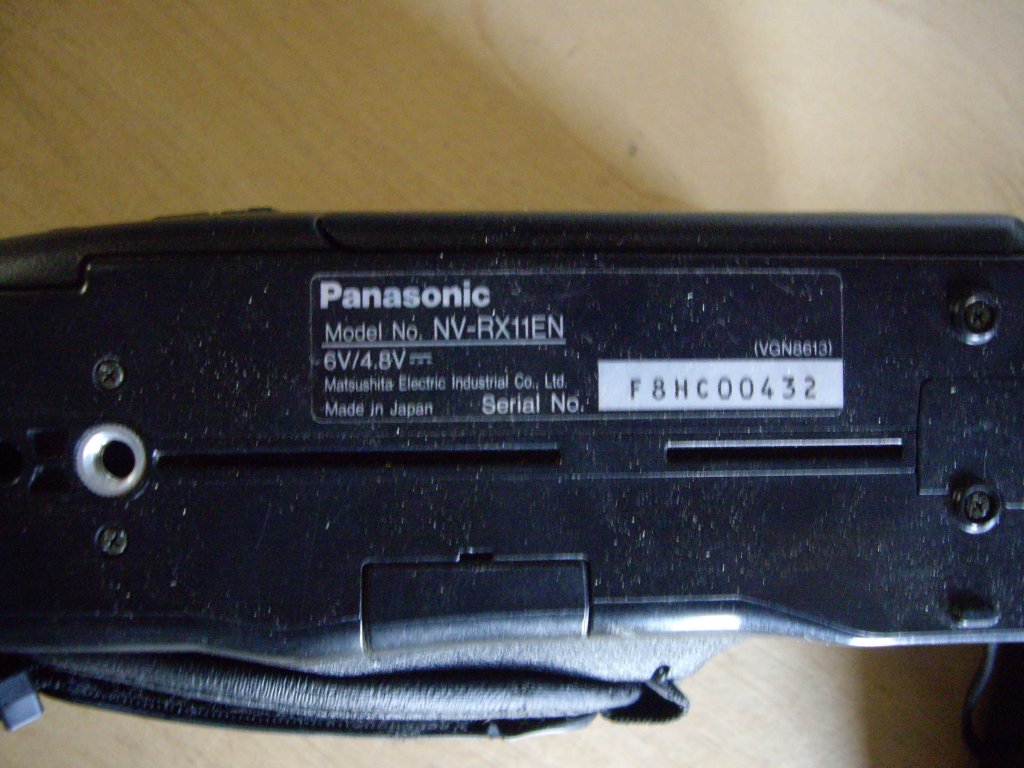 Panasonic
Model No. NV-RX11EN
6V/4.8V⎓ (VGN8613)
Matsushita Electric Industrial Co., Ltd.
Made in Japan Serial No. F8HC00432